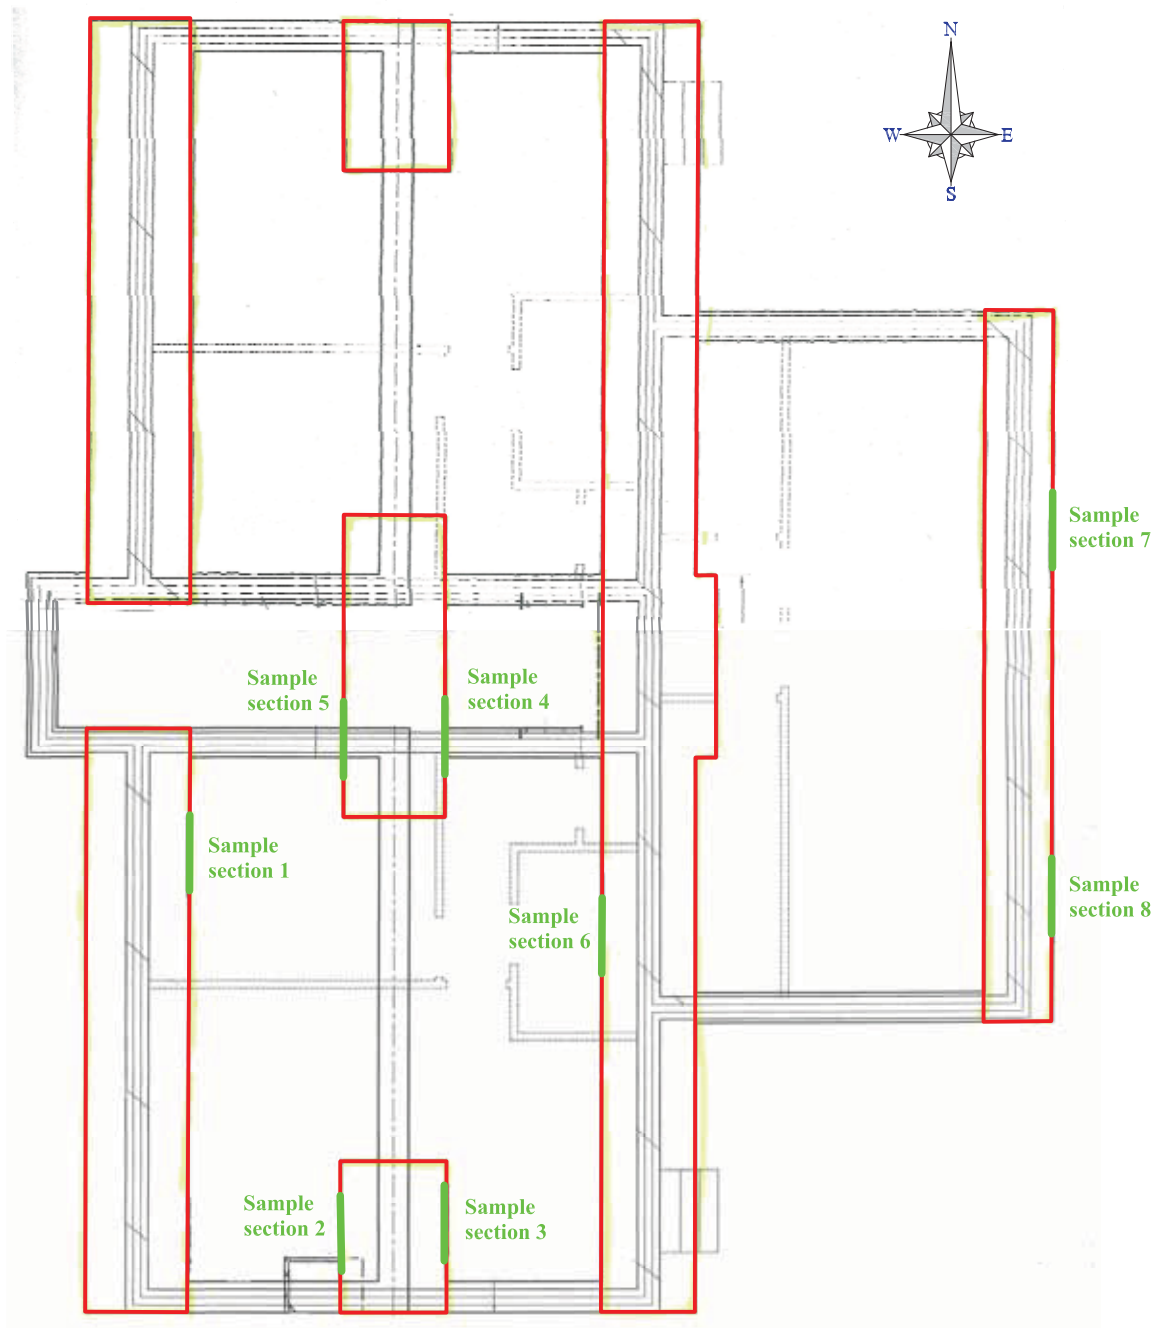 N
W
E
S
Sample
section 7
Sample
section 5
Sample
section 4
Sample
section 1
Sample
section 8
Sample
section 6
Sample
section 2
Sample
section 3